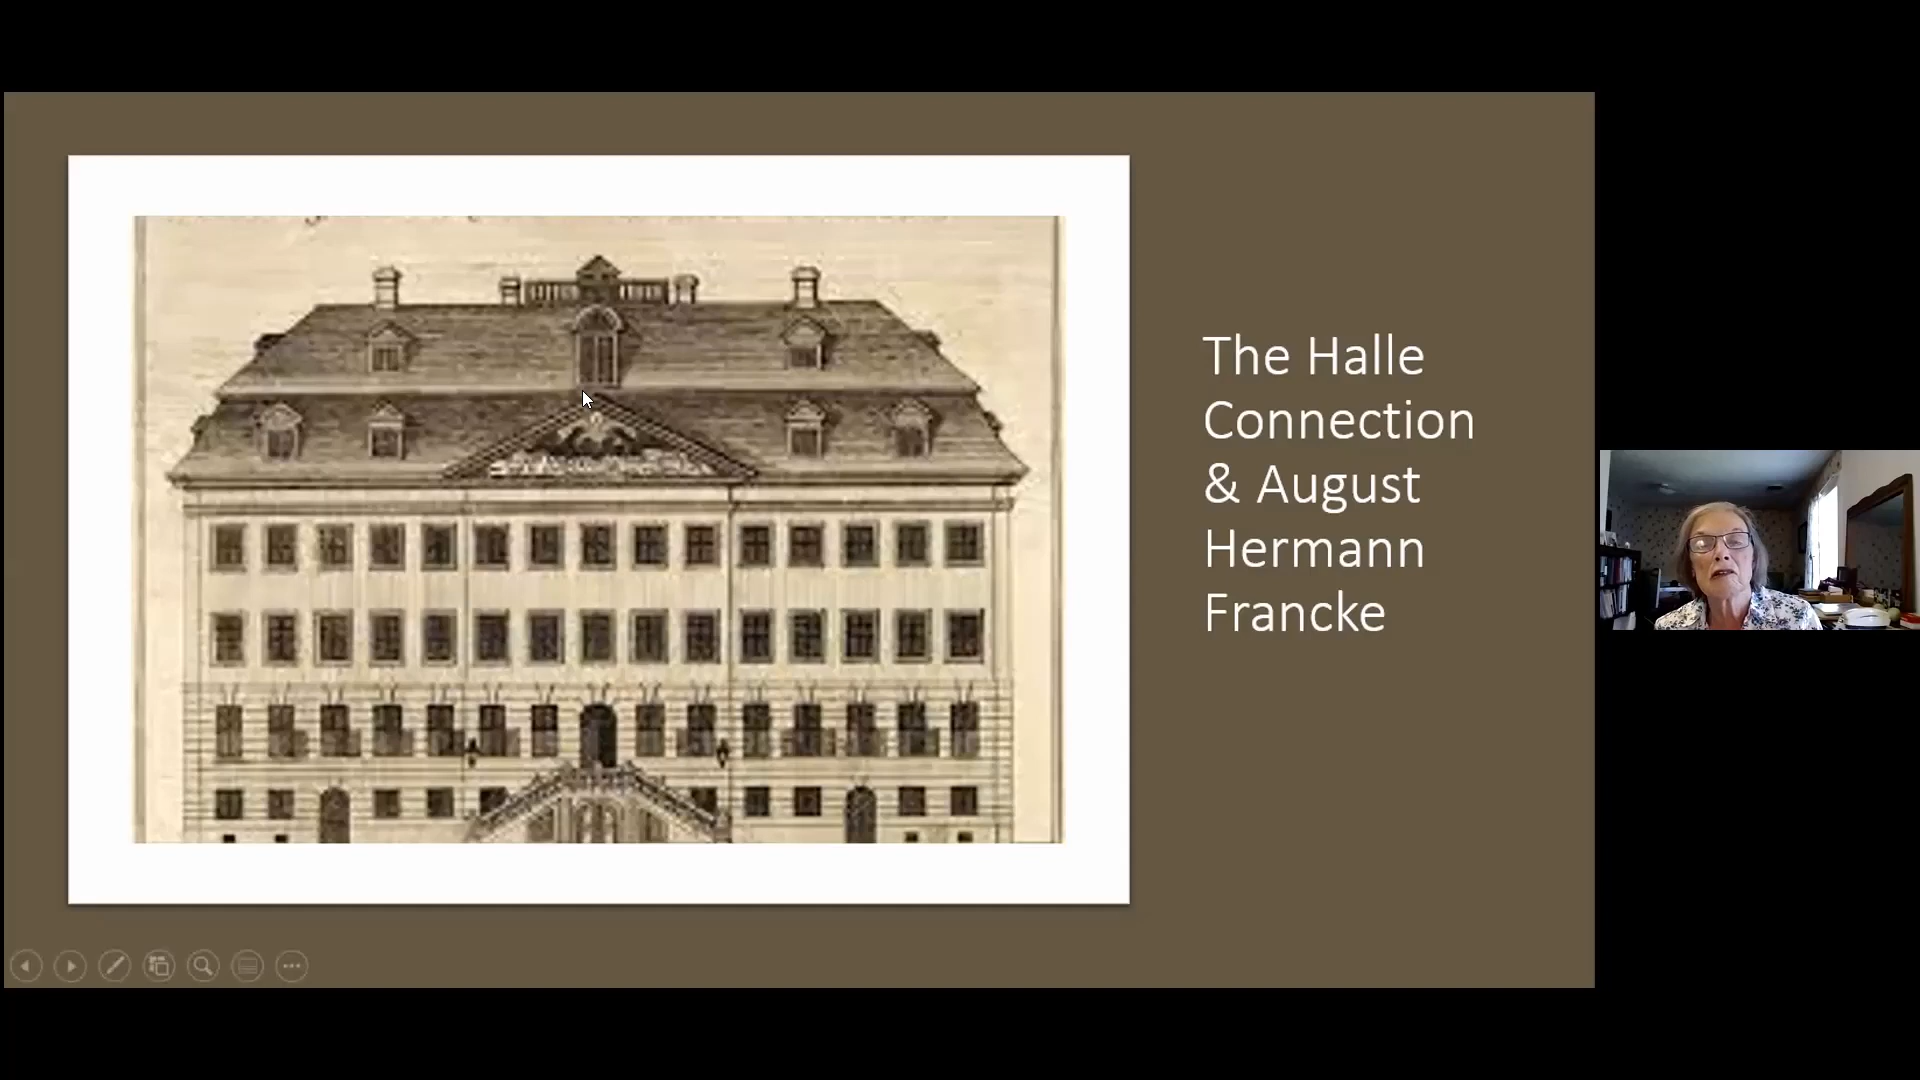 The Halle
Connection
& August
Hermann
Francke